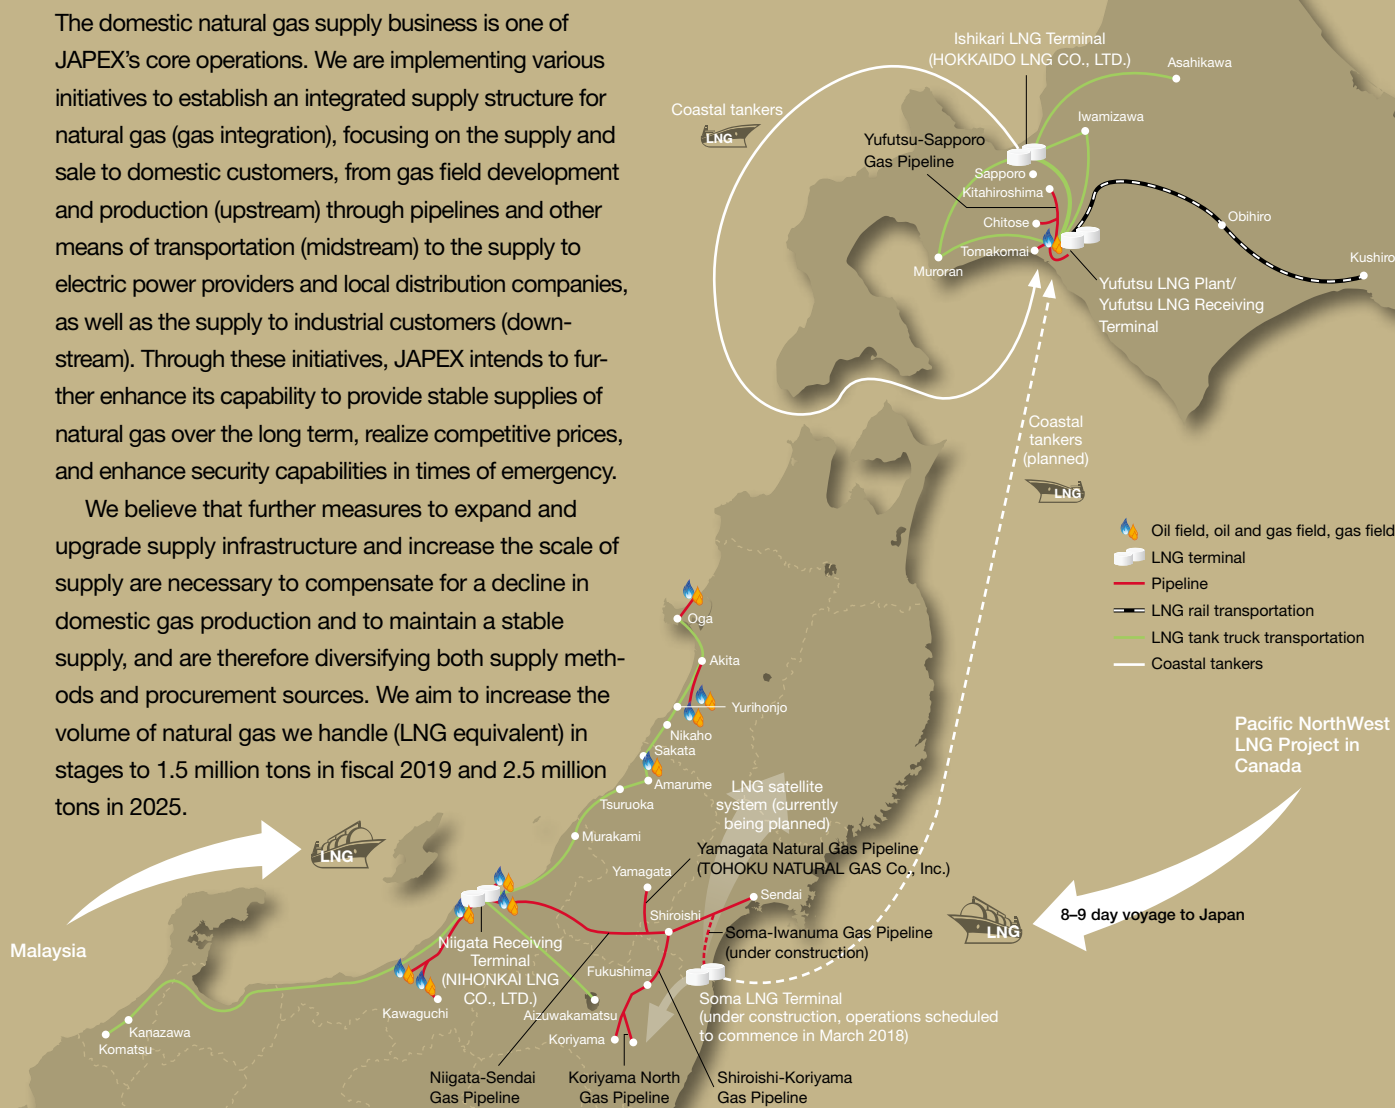 The domestic natural gas supply business is one of
JAPEX’s core operations. We are implementing various
initiatives to establish an integrated supply structure for
natural gas (gas integration), focusing on the supply and
sale to domestic customers, from gas field development
and production (upstream) through pipelines and other
means of transportation (midstream) to the supply to
electric power providers and local distribution companies,
as well as the supply to industrial customers (down-
stream). Through these initiatives, JAPEX intends to fur-
ther enhance its capability to provide stable supplies of
natural gas over the long term, realize competitive prices,
and enhance security capabilities in times of emergency.
We believe that further measures to expand and
upgrade supply infrastructure and increase the scale of
supply are necessary to compensate for a decline in
domestic gas production and to maintain a stable
supply, and are therefore diversifying both supply meth-
ods and procurement sources. We aim to increase the
volume of natural gas we handle (LNG equivalent) in
stages to 1.5 million tons in fiscal 2019 and 2.5 million
tons in 2025.
Ishikari LNG Terminal
(HOKKAIDO LNG CO., LTD.)
Asahikawa
Coastal tankers
LNG
Iwamizawa
Yufutsu-Sapporo
Gas Pipeline
Sapporo
Kitahiroshima
Chitose
Obihiro
Tomakomai
Muroran
Kushiro
Yufutsu LNG Plant/
Yufutsu LNG Receiving
Terminal
Coastal
tankers
(planned)
LNG
Oil field, oil and gas field, gas field
LNG terminal
Pipeline
LNG rail transportation
LNG tank truck transportation
Coastal tankers
Oga
Akita
Yurihonjo
Nikaho
Sakata
Amarume
Tsuruoka
Murakami
LNG satellite
system (currently
being planned)
Pacific NorthWest
LNG Project in
Canada
LNG
Malaysia
Yamagata Natural Gas Pipeline
(TOHOKU NATURAL GAS Co., Inc.)
Yamagata
Sendai
Shiroishi
8–9 day voyage to Japan
LNG
Soma-Iwanuma Gas Pipeline
(under construction)
Niigata Receiving
Terminal
(NIHONKAI LNG
CO., LTD.)
Fukushima
Soma LNG Terminal
(under construction, operations scheduled
to commence in March 2018)
Kawaguchi
Aizuwakamatsu
Koriyama
Kanazawa
Komatsu
Niigata-Sendai
Gas Pipeline
Koriyama North
Gas Pipeline
Shiroishi-Koriyama
Gas Pipeline